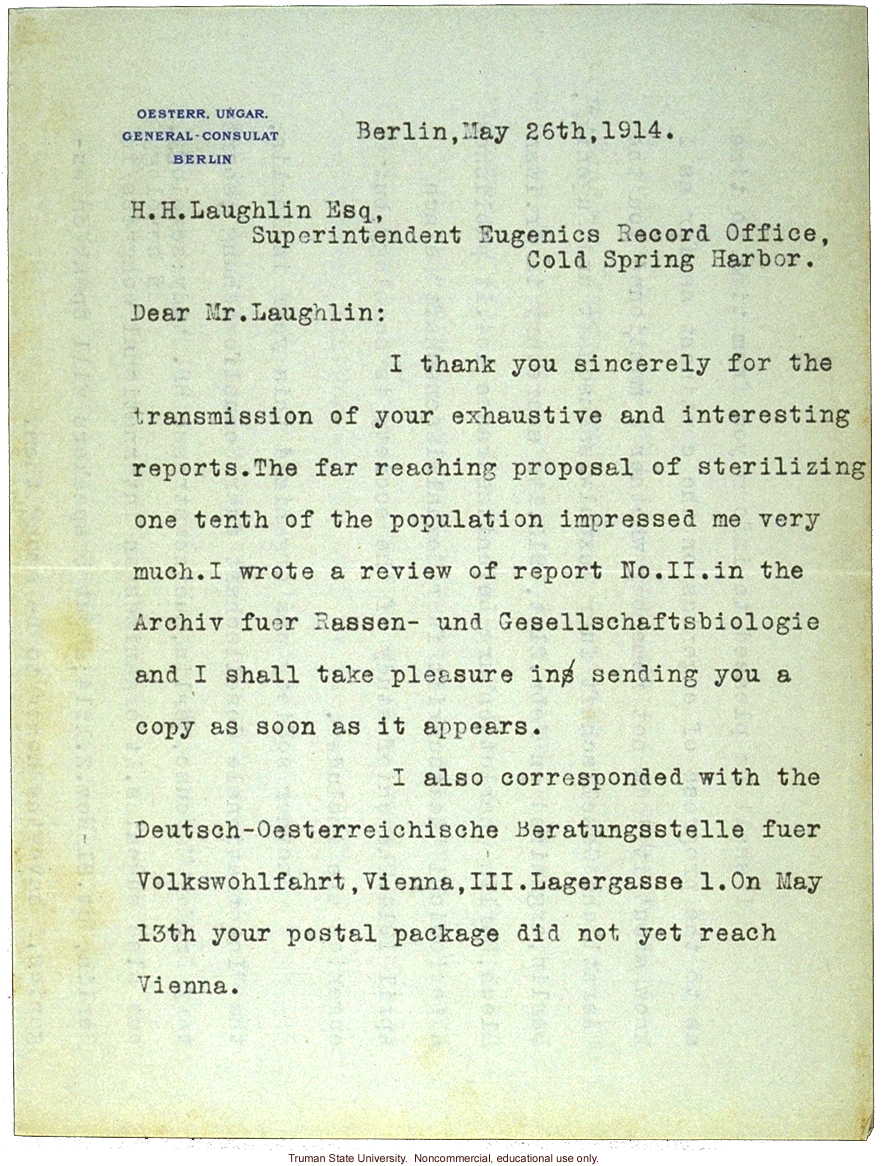 OESTERR. UNGAR.
GENERAL-CONSULAT
BERLIN
Berlin,May 26th,1914.
H.H.Laughlin Esq,
Superintendent Eugenics Record Office,
Cold Spring Harbor.
Dear Mr.Laughlin:
I thank you sincerely for the
transmission of your exhaustive and interesting
reports.The far reaching proposal of sterilizing
one tenth of the population impressed me very
much.I wrote a review of report No.II.in the
Archiv fuer Rassen- und Gesellschaftsbiologie
and I shall take pleasure in sending you a
copy as soon as it appears.
I also corresponded with the
Deutsch-Oesterreichische Beratungsstelle fuer
Volkswohlfahrt,Vienna,III.Lagergasse 1.On May
13th your postal package did not yet reach
Vienna.
Truman State University. Noncommercial, educational use only.